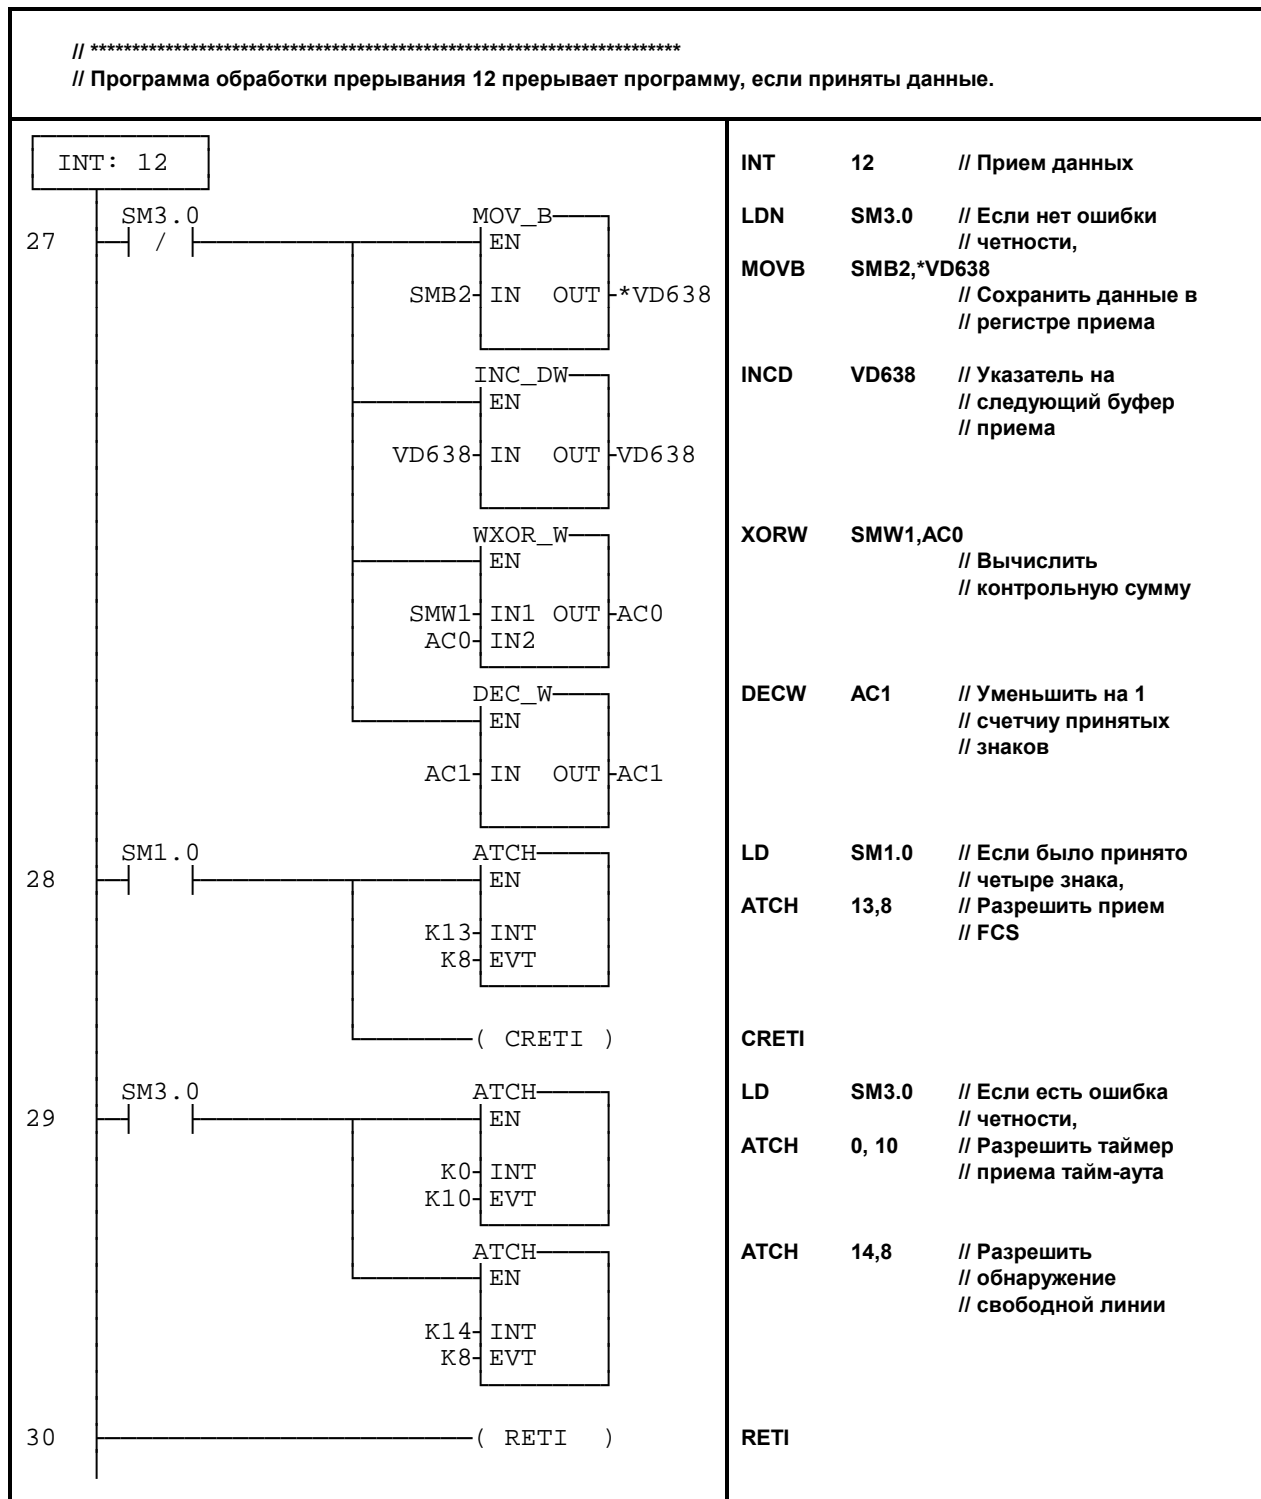 // ***********************************************************************
// Программа обработки прерывания 12 прерывает программу, если приняты данные.
INT: 12
27
SM3.0
/
MOV_B
EN
SMB2 IN OUT *VD638
INC_DW
EN
VD638 IN OUT VD638
WXOR_W
EN
SMW1 IN1 OUT AC0
AC0 IN2
DEC_W
EN
AC1 IN OUT AC1
28
SM1.0
ATCH
EN
K13 INT
K8 EVT
( CRETI )
29
SM3.0
ATCH
EN
K0 INT
K10 EVT
ATCH
EN
K14 INT
K8 EVT
30
( RETI )
INT 12 // Прием данных
LDN SM3.0 // Если нет ошибки
// четности,
MOVB SMB2,*VD638
// Сохранить данные в
// регистре приема
INCD VD638 // Указатель на
// следующий буфер
// приема
XORW SMW1,AC0
// Вычислить
// контрольную сумму
DECW AC1 // Уменьшить на 1
// счетчиу принятых
// знаков
LD SM1.0 // Если было принято
// четыре знака,
ATCH 13,8 // Разрешить прием
// FCS
CRETI
LD SM3.0 // Если есть ошибка
// четности,
ATCH 0, 10 // Разрешить таймер
// приема тайм-аута
ATCH 14,8 // Разрешить
// обнаружение
// свободной линии
RETI